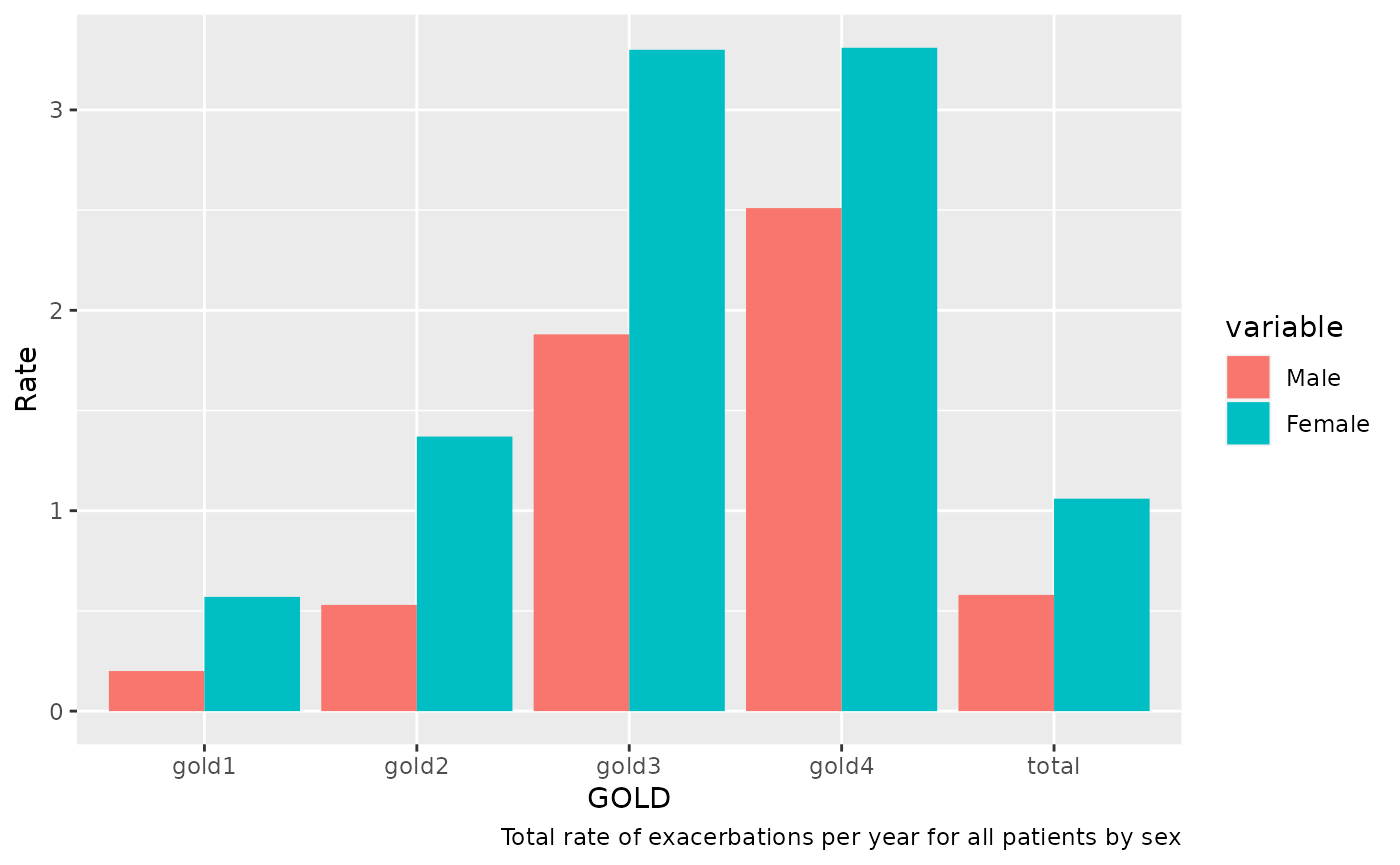 Rate
3
2
1
0
gold1 gold2 gold3 gold4 total
GOLD
Total rate of exacerbations per year for all patients by sex
variable
Male
Female